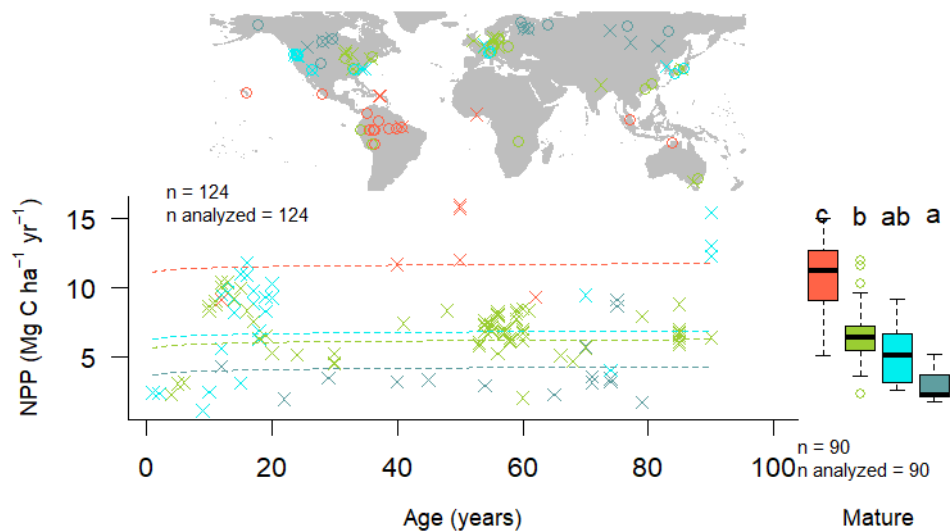 n = 124
n analyzed = 124
NPP (Mg C ha⁻¹ yr⁻¹)
15
10
5
0
20
40
60
80
100
Age (years)
c b ab a
n = 90
n analyzed = 90
Mature